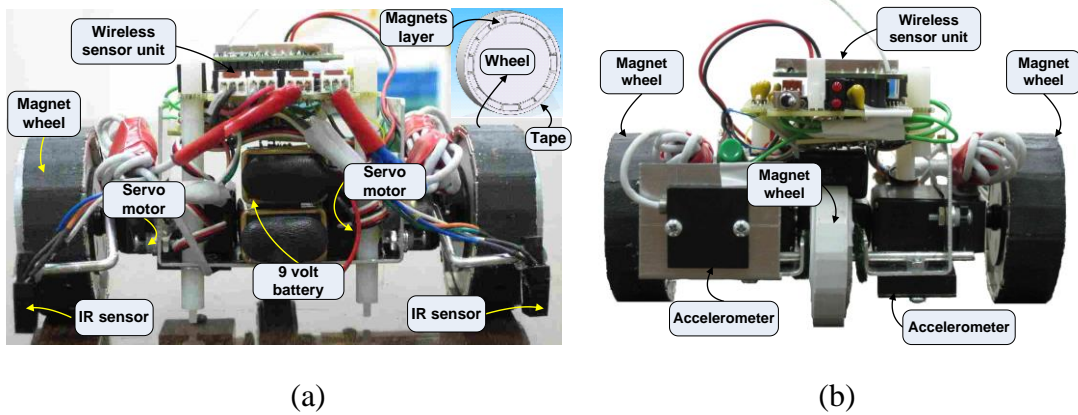 Magnets
layer
Wireless
sensor unit
Wheel
Magnet
wheel
Tape
Servo
motor
Servo
motor
9 volt
battery
IR sensor
IR sensor
(a)
Wireless
sensor unit
Magnet
wheel
Magnet
wheel
Magnet
wheel
Accelerometer
Accelerometer
(b)